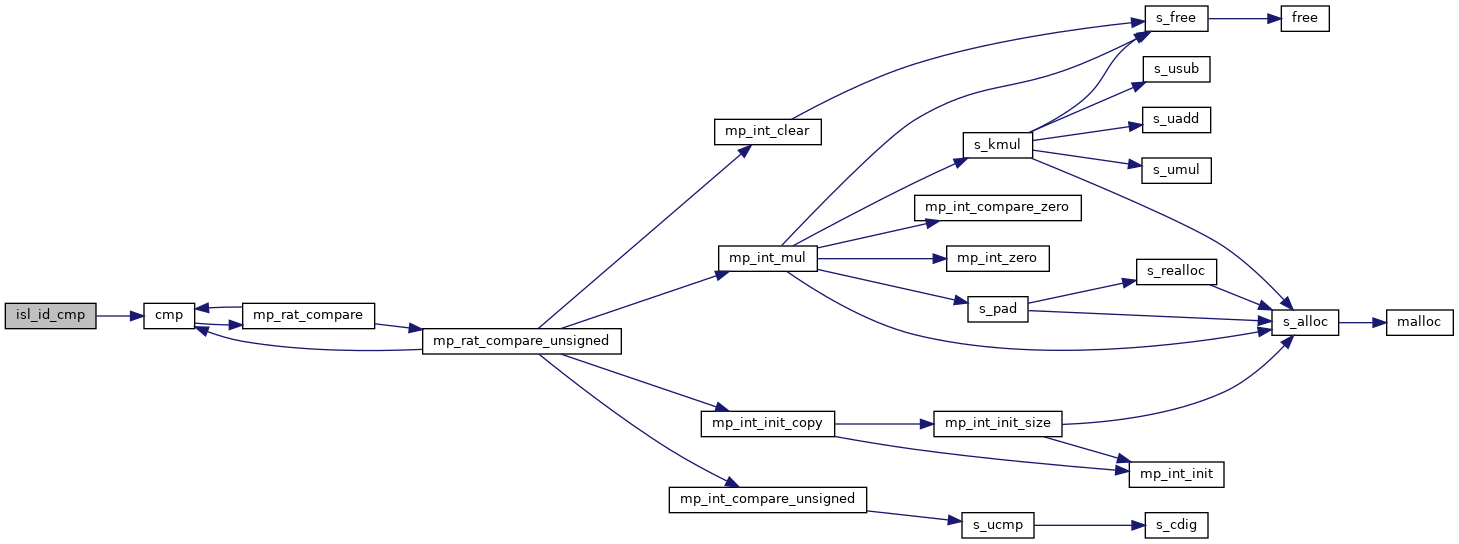 isl_id_cmp
cmp
mp_rat_compare
mp_rat_compare_unsigned
mp_int_clear
mp_int_mul
mp_int_init_copy
mp_int_compare_unsigned
s_kmul
mp_int_compare_zero
mp_int_zero
s_pad
mp_int_init_size
s_ucmp
s_free
s_usub
s_uadd
s_umul
s_realloc
mp_int_init
s_cdig
free
s_alloc
malloc